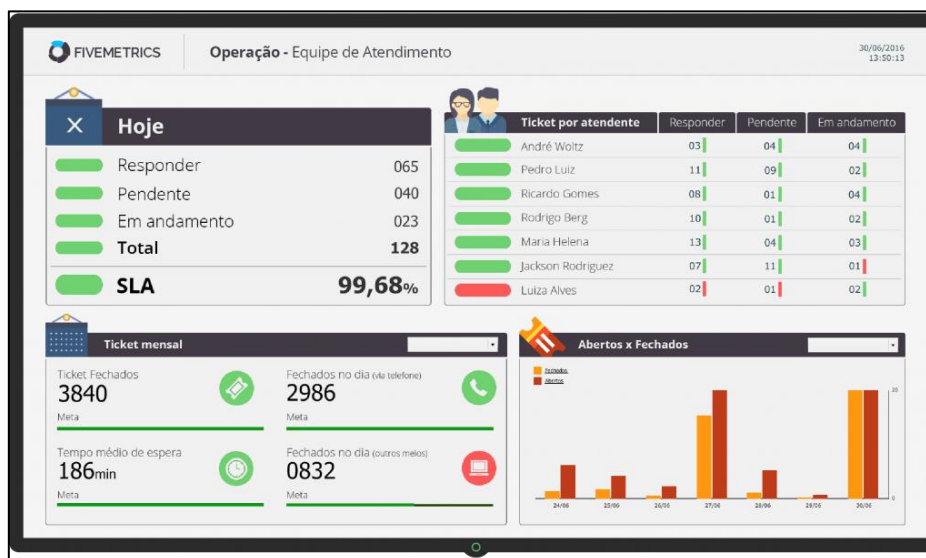 FIVEMETRICS
Operação - Equipe de Atendimento
30/06/2016
13:50:13
X Hoje
Responder 065
Pendente 040
Em andamento 023
Total 128
SLA 99,68%
Ticket por atendente Responder Pendente Em andamento
André Woltz 03 04 04
Pedro Luiz 11 09 02
Ricardo Gomes 08 01 04
Rodrigo Berg 10 01 02
Maria Helena 13 04 03
Jackson Rodriguez 07 11 01
Luiza Alves 02 01 02
Ticket mensal
Ticket Fechados
3840
Meta
Fechados no dia (via telefone)
2986
Meta
Tempo médio de espera
186min
Meta
Fechados no dia (outros meios)
0832
Meta
Abertos x Fechados
Fechados
Abertos
0
24/06 25/06 26/06 27/06 28/06 29/06 30/06